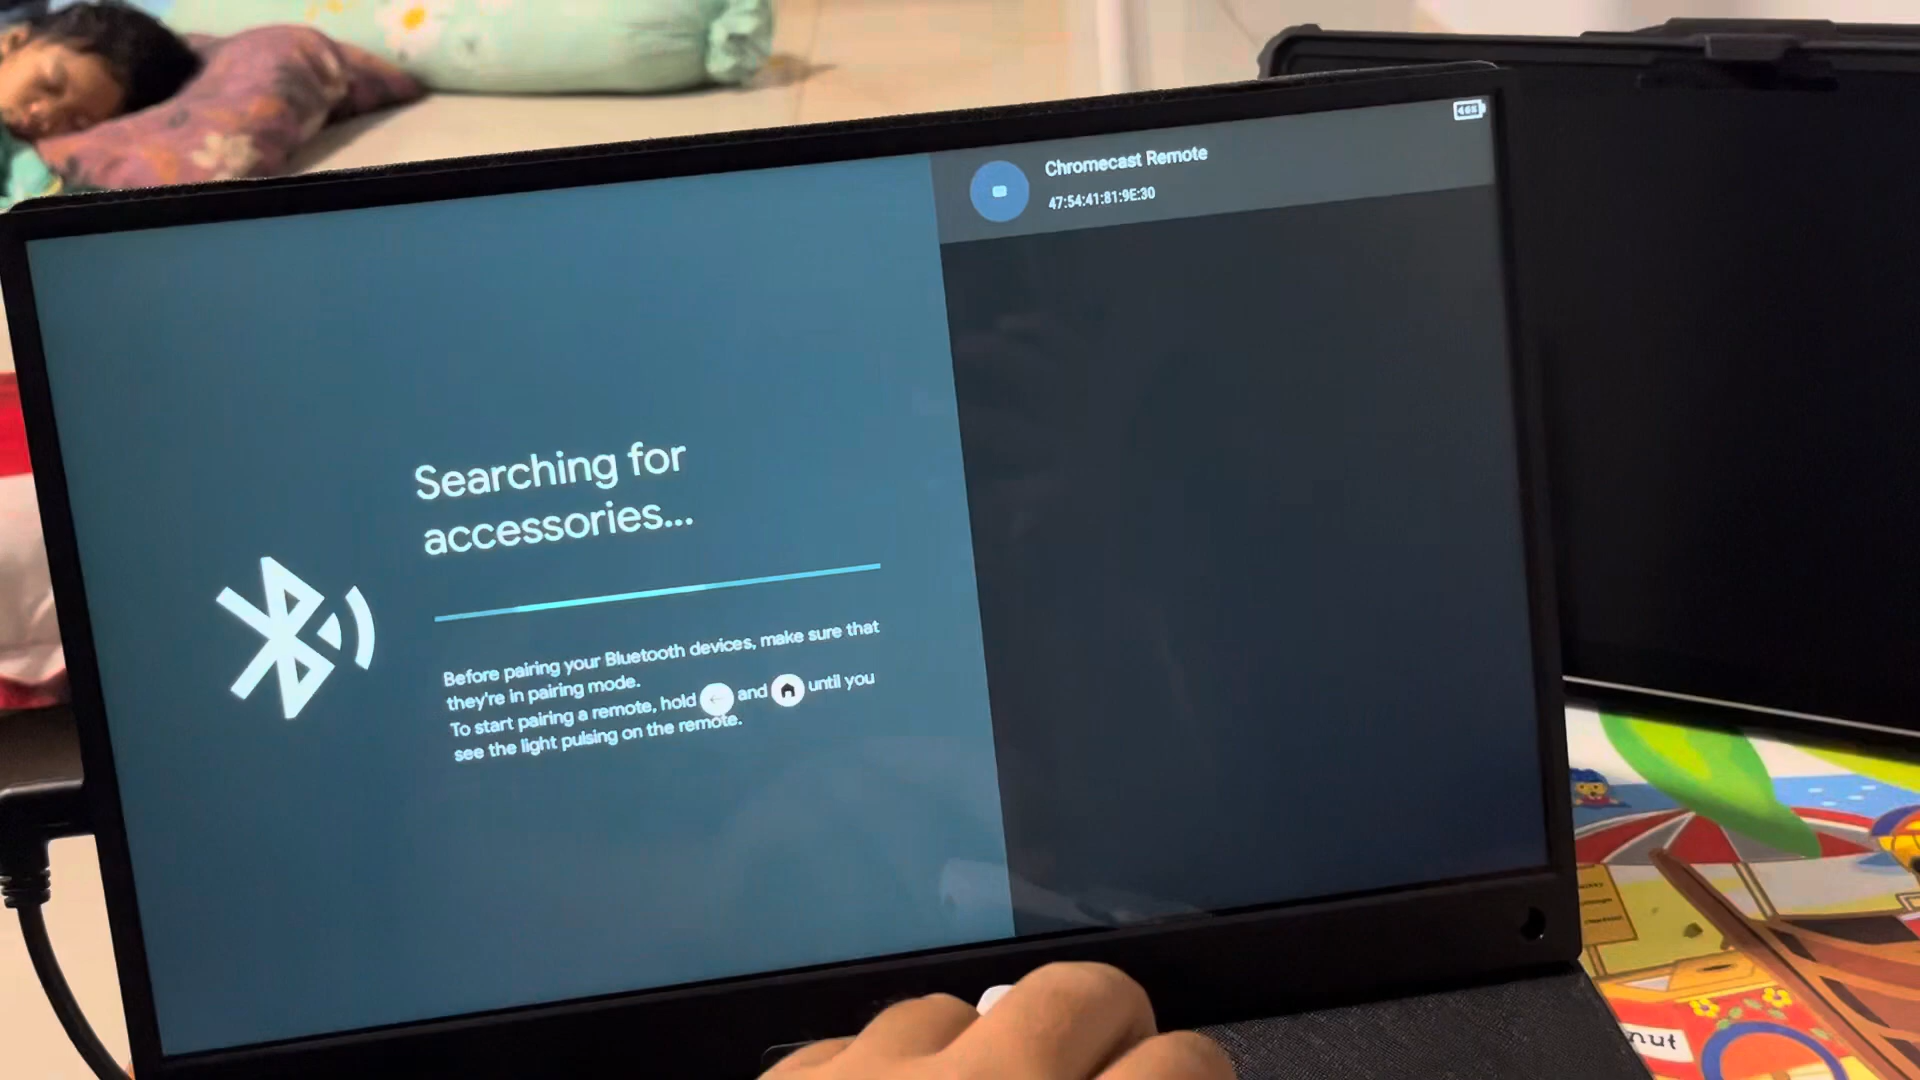 46%
Chromecast Remote
47:54:41:81:9E:30
Searching for
accessories...
Before pairing your Bluetooth devices, make sure that
they're in pairing mode.
To start pairing a remote, hold and until you
see the light pulsing on the remote.
nut